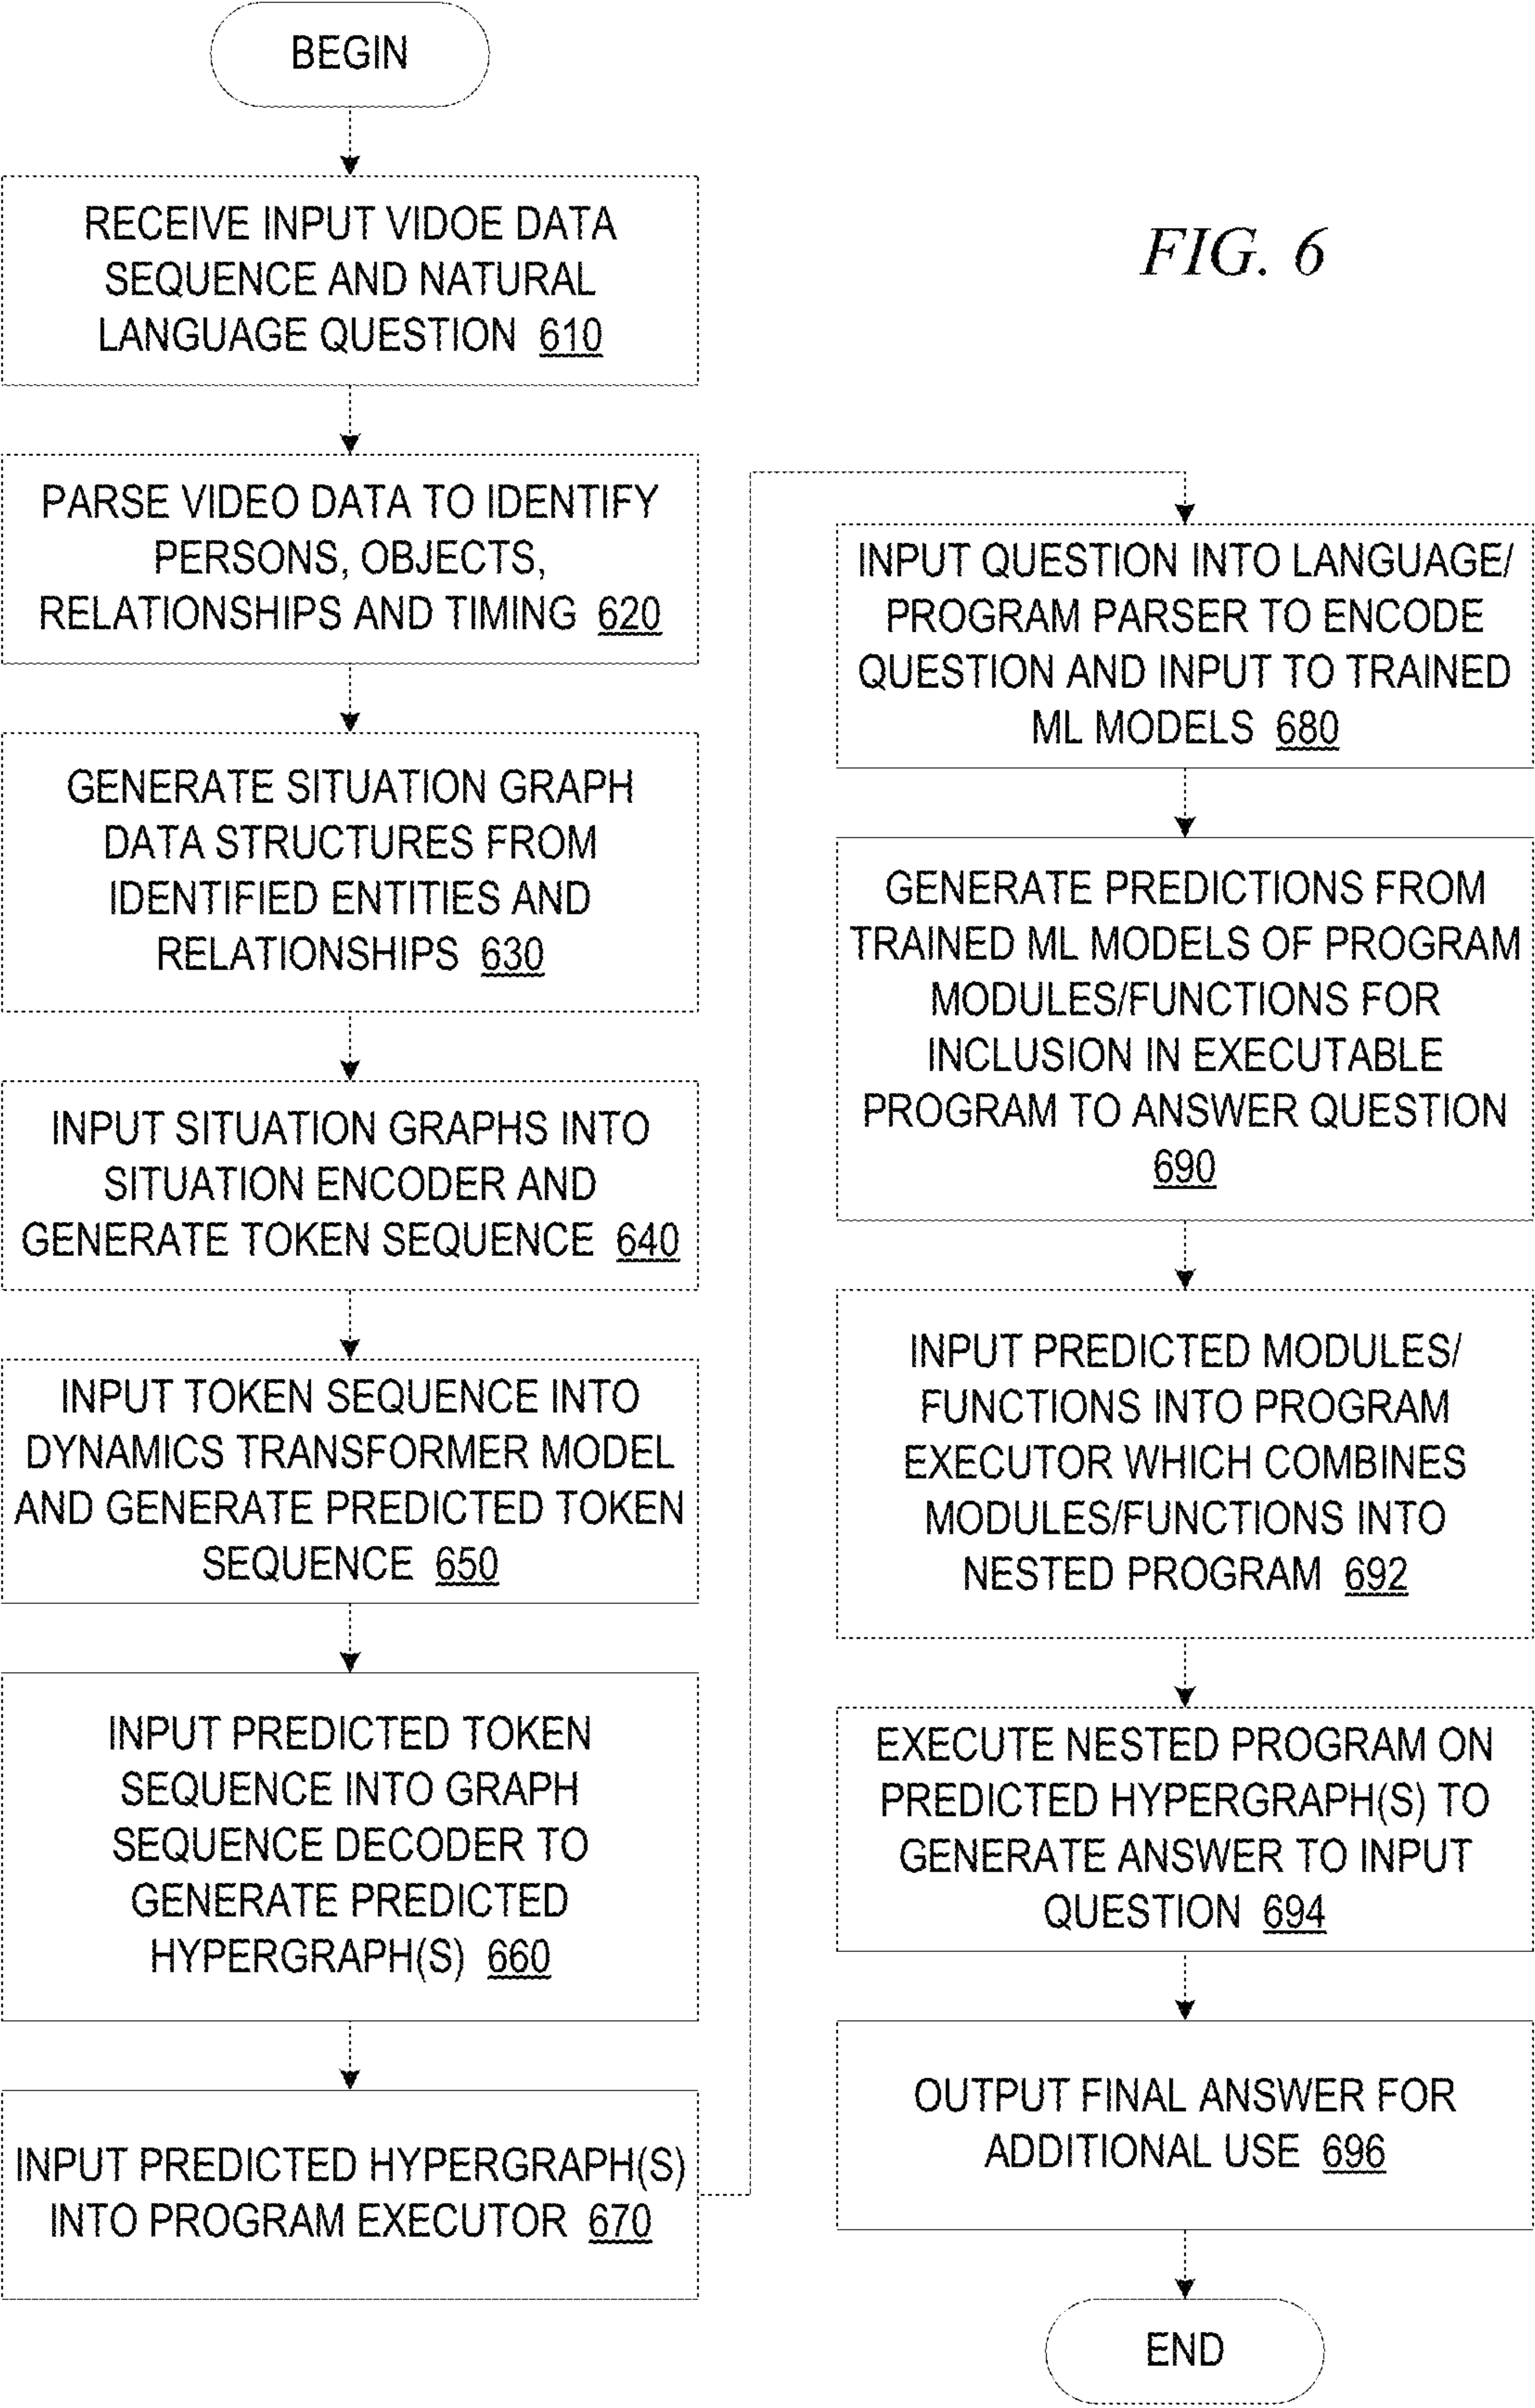 BEGIN
RECEIVE INPUT VIDOE DATA
SEQUENCE AND NATURAL
LANGUAGE QUESTION 610
PARSE VIDEO DATA TO IDENTIFY
PERSONS, OBJECTS,
RELATIONSHIPS AND TIMING 620
GENERATE SITUATION GRAPH
DATA STRUCTURES FROM
IDENTIFIED ENTITIES AND
RELATIONSHIPS 630
INPUT SITUATION GRAPHS INTO
SITUATION ENCODER AND
GENERATE TOKEN SEQUENCE 640
INPUT TOKEN SEQUENCE INTO
DYNAMICS TRANSFORMER MODEL
AND GENERATE PREDICTED TOKEN
SEQUENCE 650
INPUT PREDICTED TOKEN
SEQUENCE INTO GRAPH
SEQUENCE DECODER TO
GENERATE PREDICTED
HYPERGRAPH(S) 660
INPUT PREDICTED HYPERGRAPH(S)
INTO PROGRAM EXECUTOR 670
FIG. 6
INPUT QUESTION INTO LANGUAGE/
PROGRAM PARSER TO ENCODE
QUESTION AND INPUT TO TRAINED
ML MODELS 680
GENERATE PREDICTIONS FROM
TRAINED ML MODELS OF PROGRAM
MODULES/FUNCTIONS FOR
INCLUSION IN EXECUTABLE
PROGRAM TO ANSWER QUESTION
690
INPUT PREDICTED MODULES/
FUNCTIONS INTO PROGRAM
EXECUTOR WHICH COMBINES
MODULES/FUNCTIONS INTO
NESTED PROGRAM 692
EXECUTE NESTED PROGRAM ON
PREDICTED HYPERGRAPH(S) TO
GENERATE ANSWER TO INPUT
QUESTION 694
OUTPUT FINAL ANSWER FOR
ADDITIONAL USE 696
END